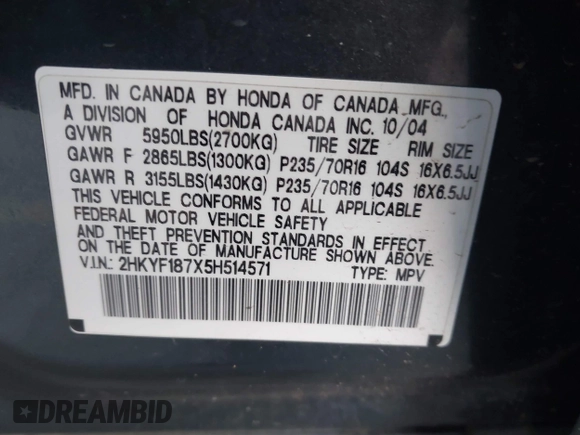 MFD. IN CANADA BY HONDA OF CANADA MFG.,
A DIVISION OF HONDA CANADA INC. 10/04
GVWR 5950LBS(2700KG) TIRE SIZE RIM SIZE
GAWR F 2865LBS(1300KG) P235/70R16 104S 16X6.5JJ
GAWR R 3155LBS(1430KG) P235/70R16 104S 16X6.5JJ
THIS VEHICLE CONFORMS TO ALL APPLICABLE
FEDERAL MOTOR VEHICLE SAFETY
AND THEFT PREVENTION STANDARDS IN EFFECT
ON THE DATE OF MANUFACTURE SHOWN ABOVE.
V.I.N.: 2HKYF187X5H514571 TYPE: MPV
DREAMBID